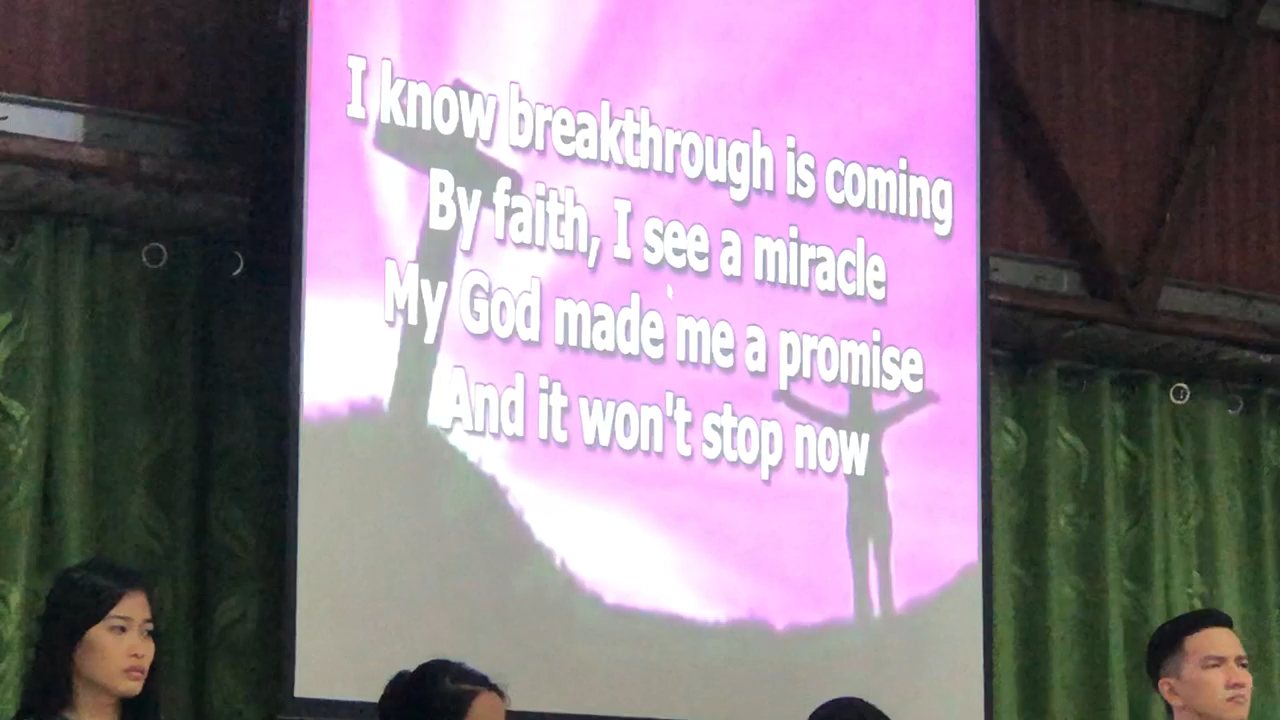 I know breakthrough is coming
By faith, I see a miracle
My God made me a promise
And it won't stop now